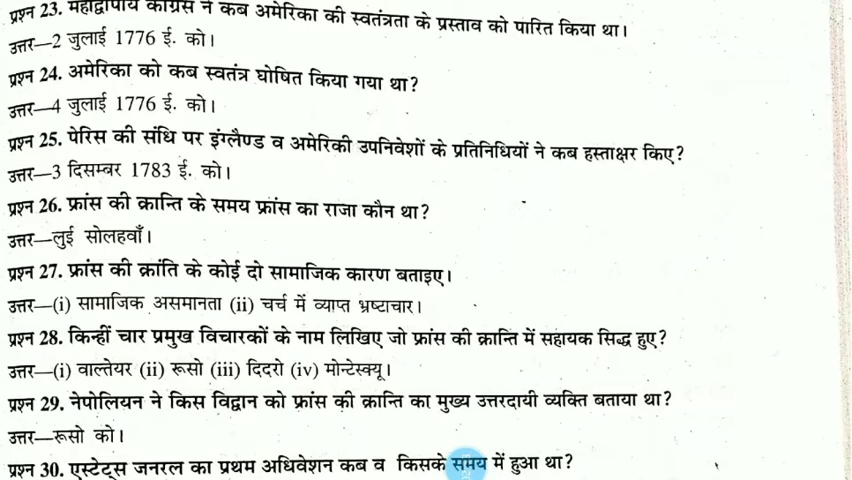 प्रश्न 23. महाद्वीपीय कांग्रेस ने कब अमेरिका की स्वतंत्रता के प्रस्ताव को पारित किया था।
उत्तर—2 जुलाई 1776 ई. को।
प्रश्न 24. अमेरिका को कब स्वतंत्र घोषित किया गया था?
उत्तर—4 जुलाई 1776 ई. को।
प्रश्न 25. पेरिस की संधि पर इंग्लैण्ड व अमेरिकी उपनिवेशों के प्रतिनिधियों ने कब हस्ताक्षर किए?
उत्तर—3 दिसम्बर 1783 ई. को।
प्रश्न 26. फ्रांस की क्रान्ति के समय फ्रांस का राजा कौन था?
उत्तर—लुई सोलहवाँ।
प्रश्न 27. फ्रांस की क्रांति के कोई दो सामाजिक कारण बताइए।
उत्तर—(i) सामाजिक असमानता (ii) चर्च में व्याप्त भ्रष्टाचार।
प्रश्न 28. किन्हीं चार प्रमुख विचारकों के नाम लिखिए जो फ्रांस की क्रान्ति में सहायक सिद्ध हुए?
उत्तर—(i) वाल्तेयर (ii) रूसो (iii) दिदरो (iv) मोन्टेस्क्यू।
प्रश्न 29. नेपोलियन ने किस विद्वान को फ्रांस की क्रान्ति का मुख्य उत्तरदायी व्यक्ति बताया था?
उत्तर—रूसो को।
प्रश्न 30. एस्टेट्स जनरल का प्रथम अधिवेशन कब व किसके समय में हुआ था?